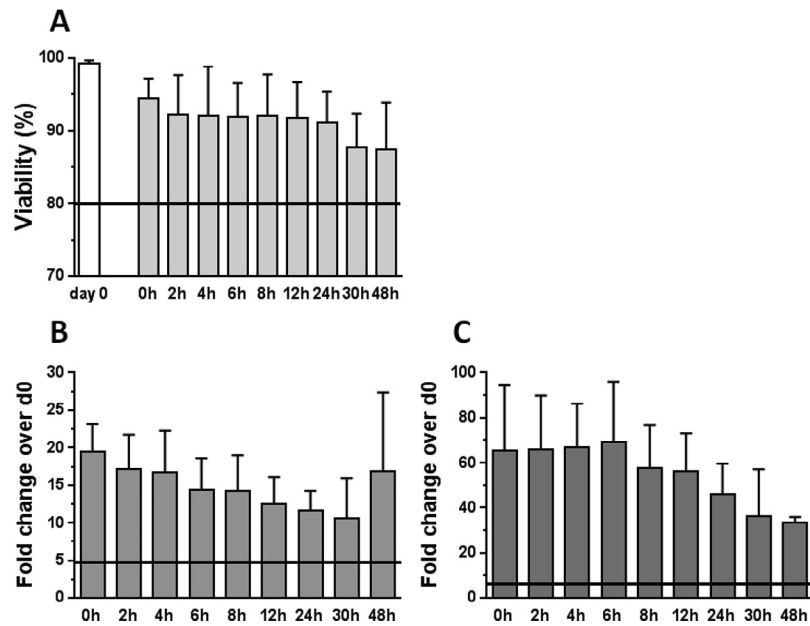 A
Viability (%)
100
90
80
70
day 0 0h 2h 4h 6h 8h 12h 24h 30h 48h
B
Fold change over d0
30
25
20
15
10
5
0
0h 2h 4h 6h 8h 12h 24h 30h 48h
C
Fold change over d0
100
80
60
40
20
0
0h 2h 4h 6h 8h 12h 24h 30h 48h